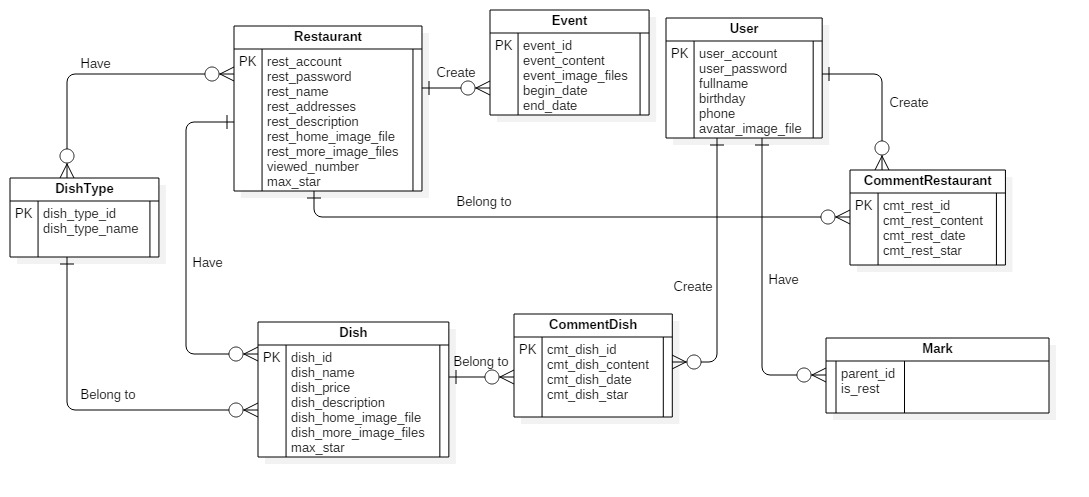 Restaurant
PK
rest_account
rest_password
rest_name
rest_addresses
rest_description
rest_home_image_file
rest_more_image_files
viewed_number
max_star
Event
PK
event_id
event_content
event_image_files
begin_date
end_date
User
PK
user_account
user_password
fullname
birthday
phone
avatar_image_file
Have
Create
Create
DishType
PK
dish_type_id
dish_type_name
CommentRestaurant
PK
cmt_rest_id
cmt_rest_content
cmt_rest_date
cmt_rest_star
Belong to
Have
Create
Have
Dish
PK
dish_id
dish_name
dish_price
dish_description
dish_home_image_file
dish_more_image_files
max_star
Belong to
Belong to
CommentDish
PK
cmt_dish_id
cmt_dish_content
cmt_dish_date
cmt_dish_star
Mark
parent_id
is_rest